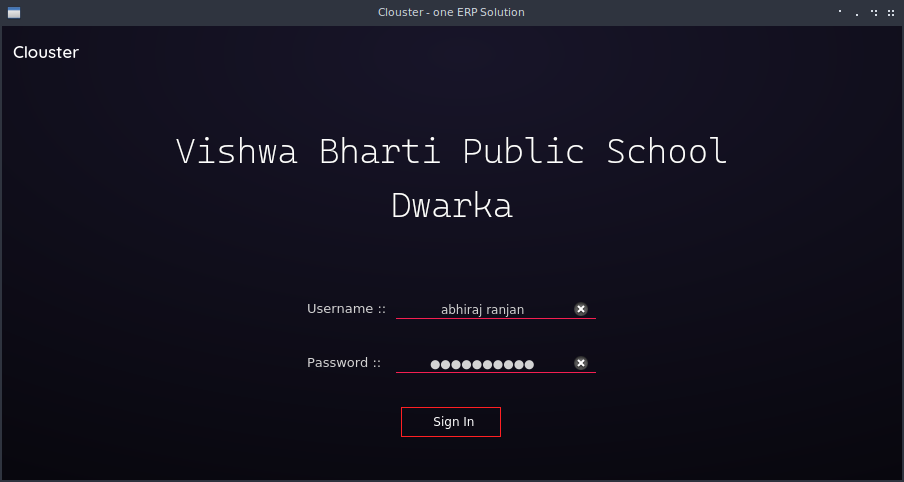 Clouster - one ERP Solution
Clouster
Vishwa Bharti Public School
Dwarka
Username :: abhiraj ranjan
Password :: ●●●●●●●●●●
Sign In